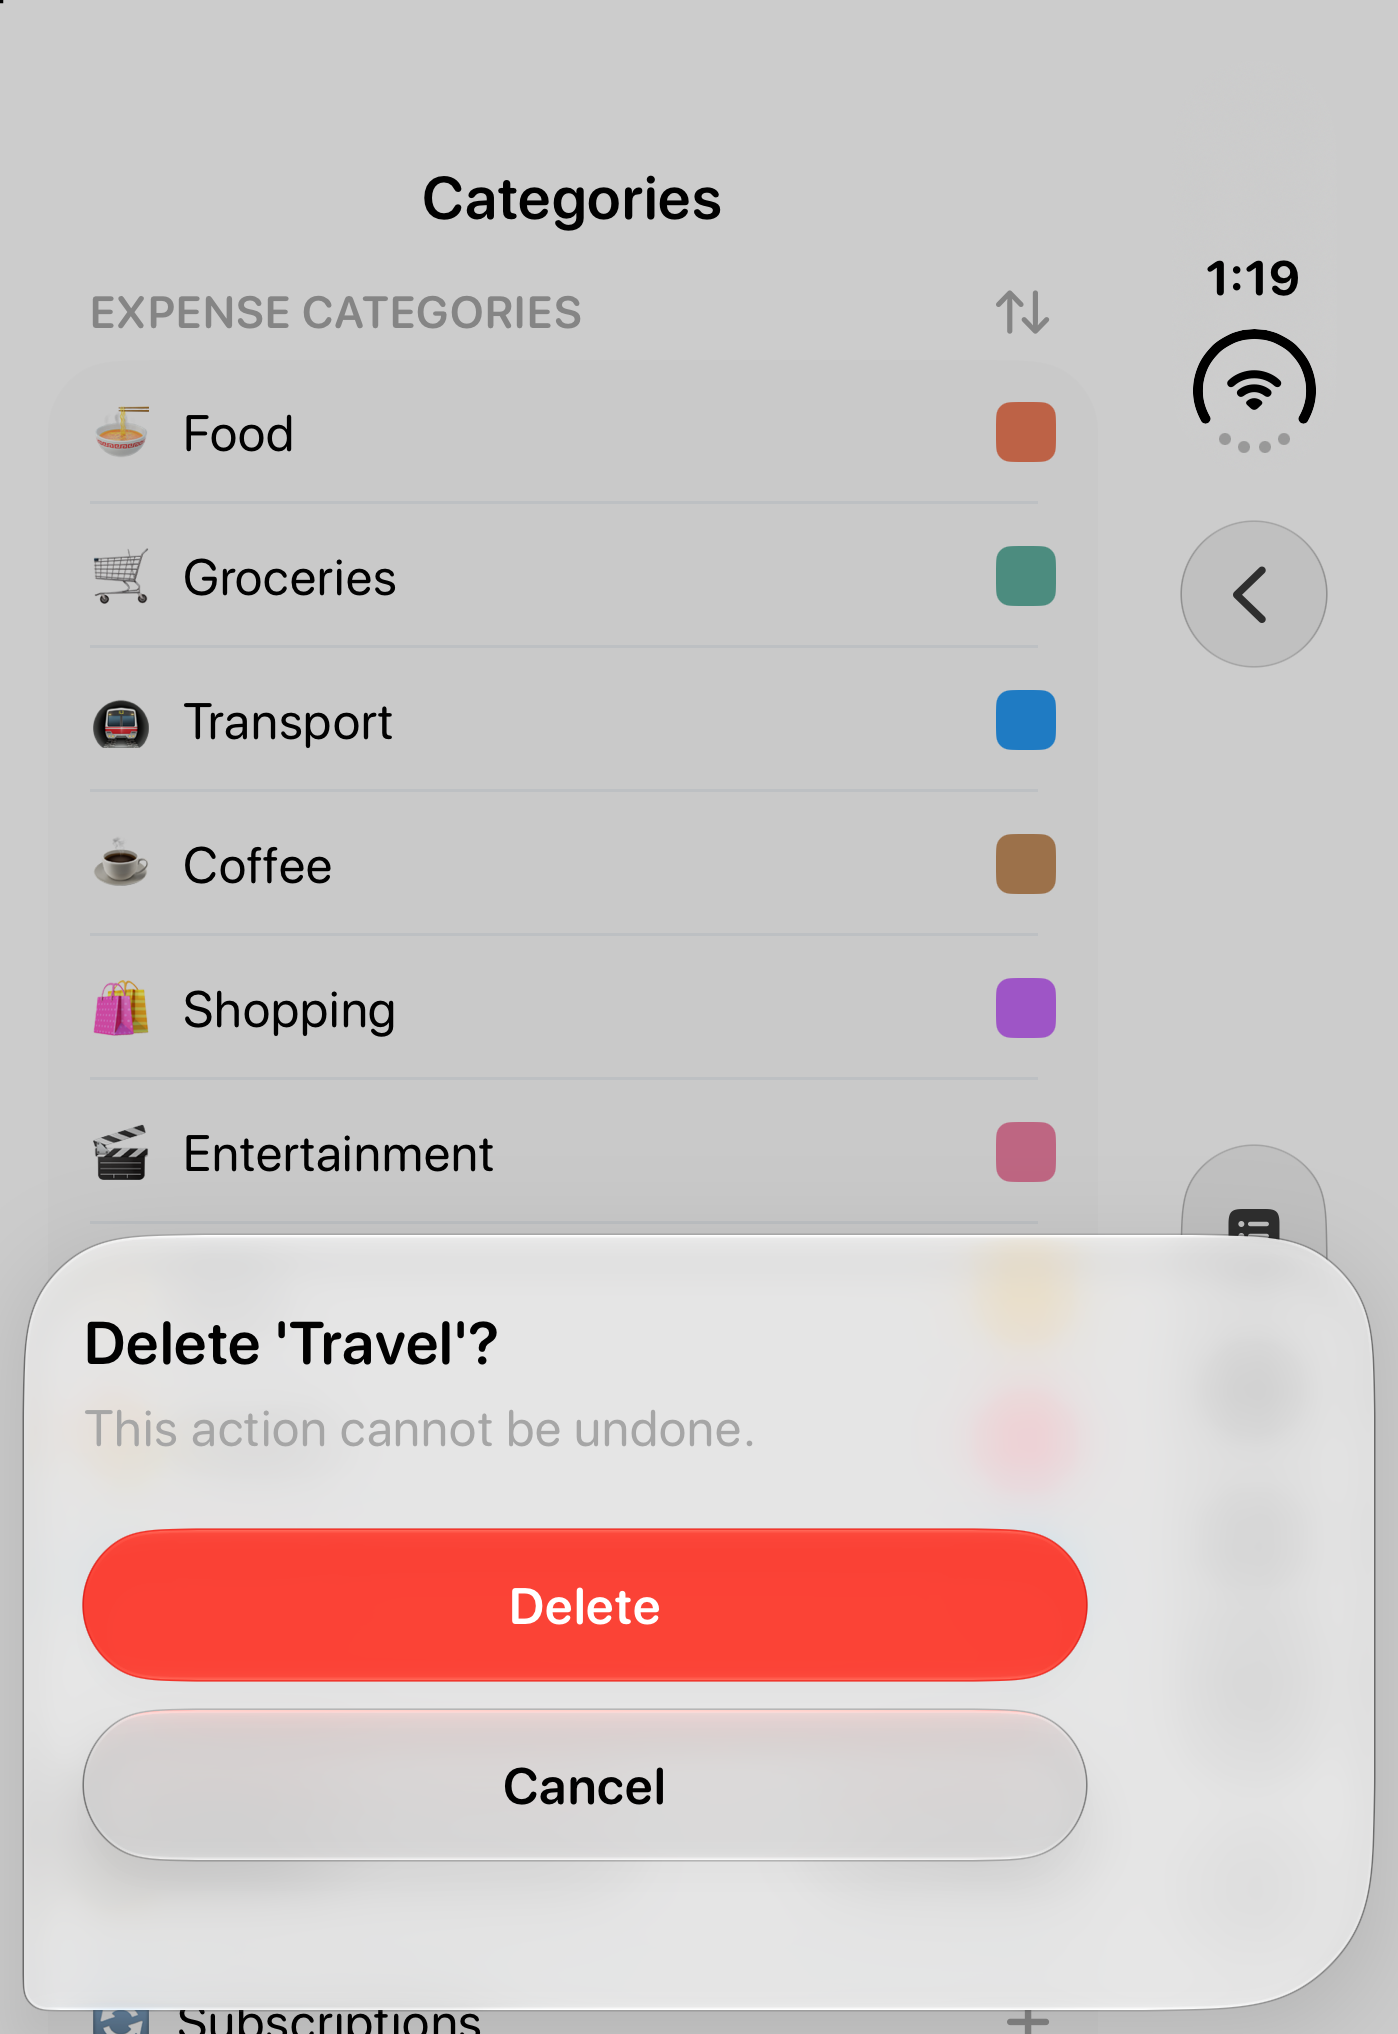 Categories
1:19
EXPENSE CATEGORIES
Food
Groceries
Transport
Coffee
Shopping
Entertainment
Delete 'Travel'?
This action cannot be undone.
Delete
Cancel
Subscriptions